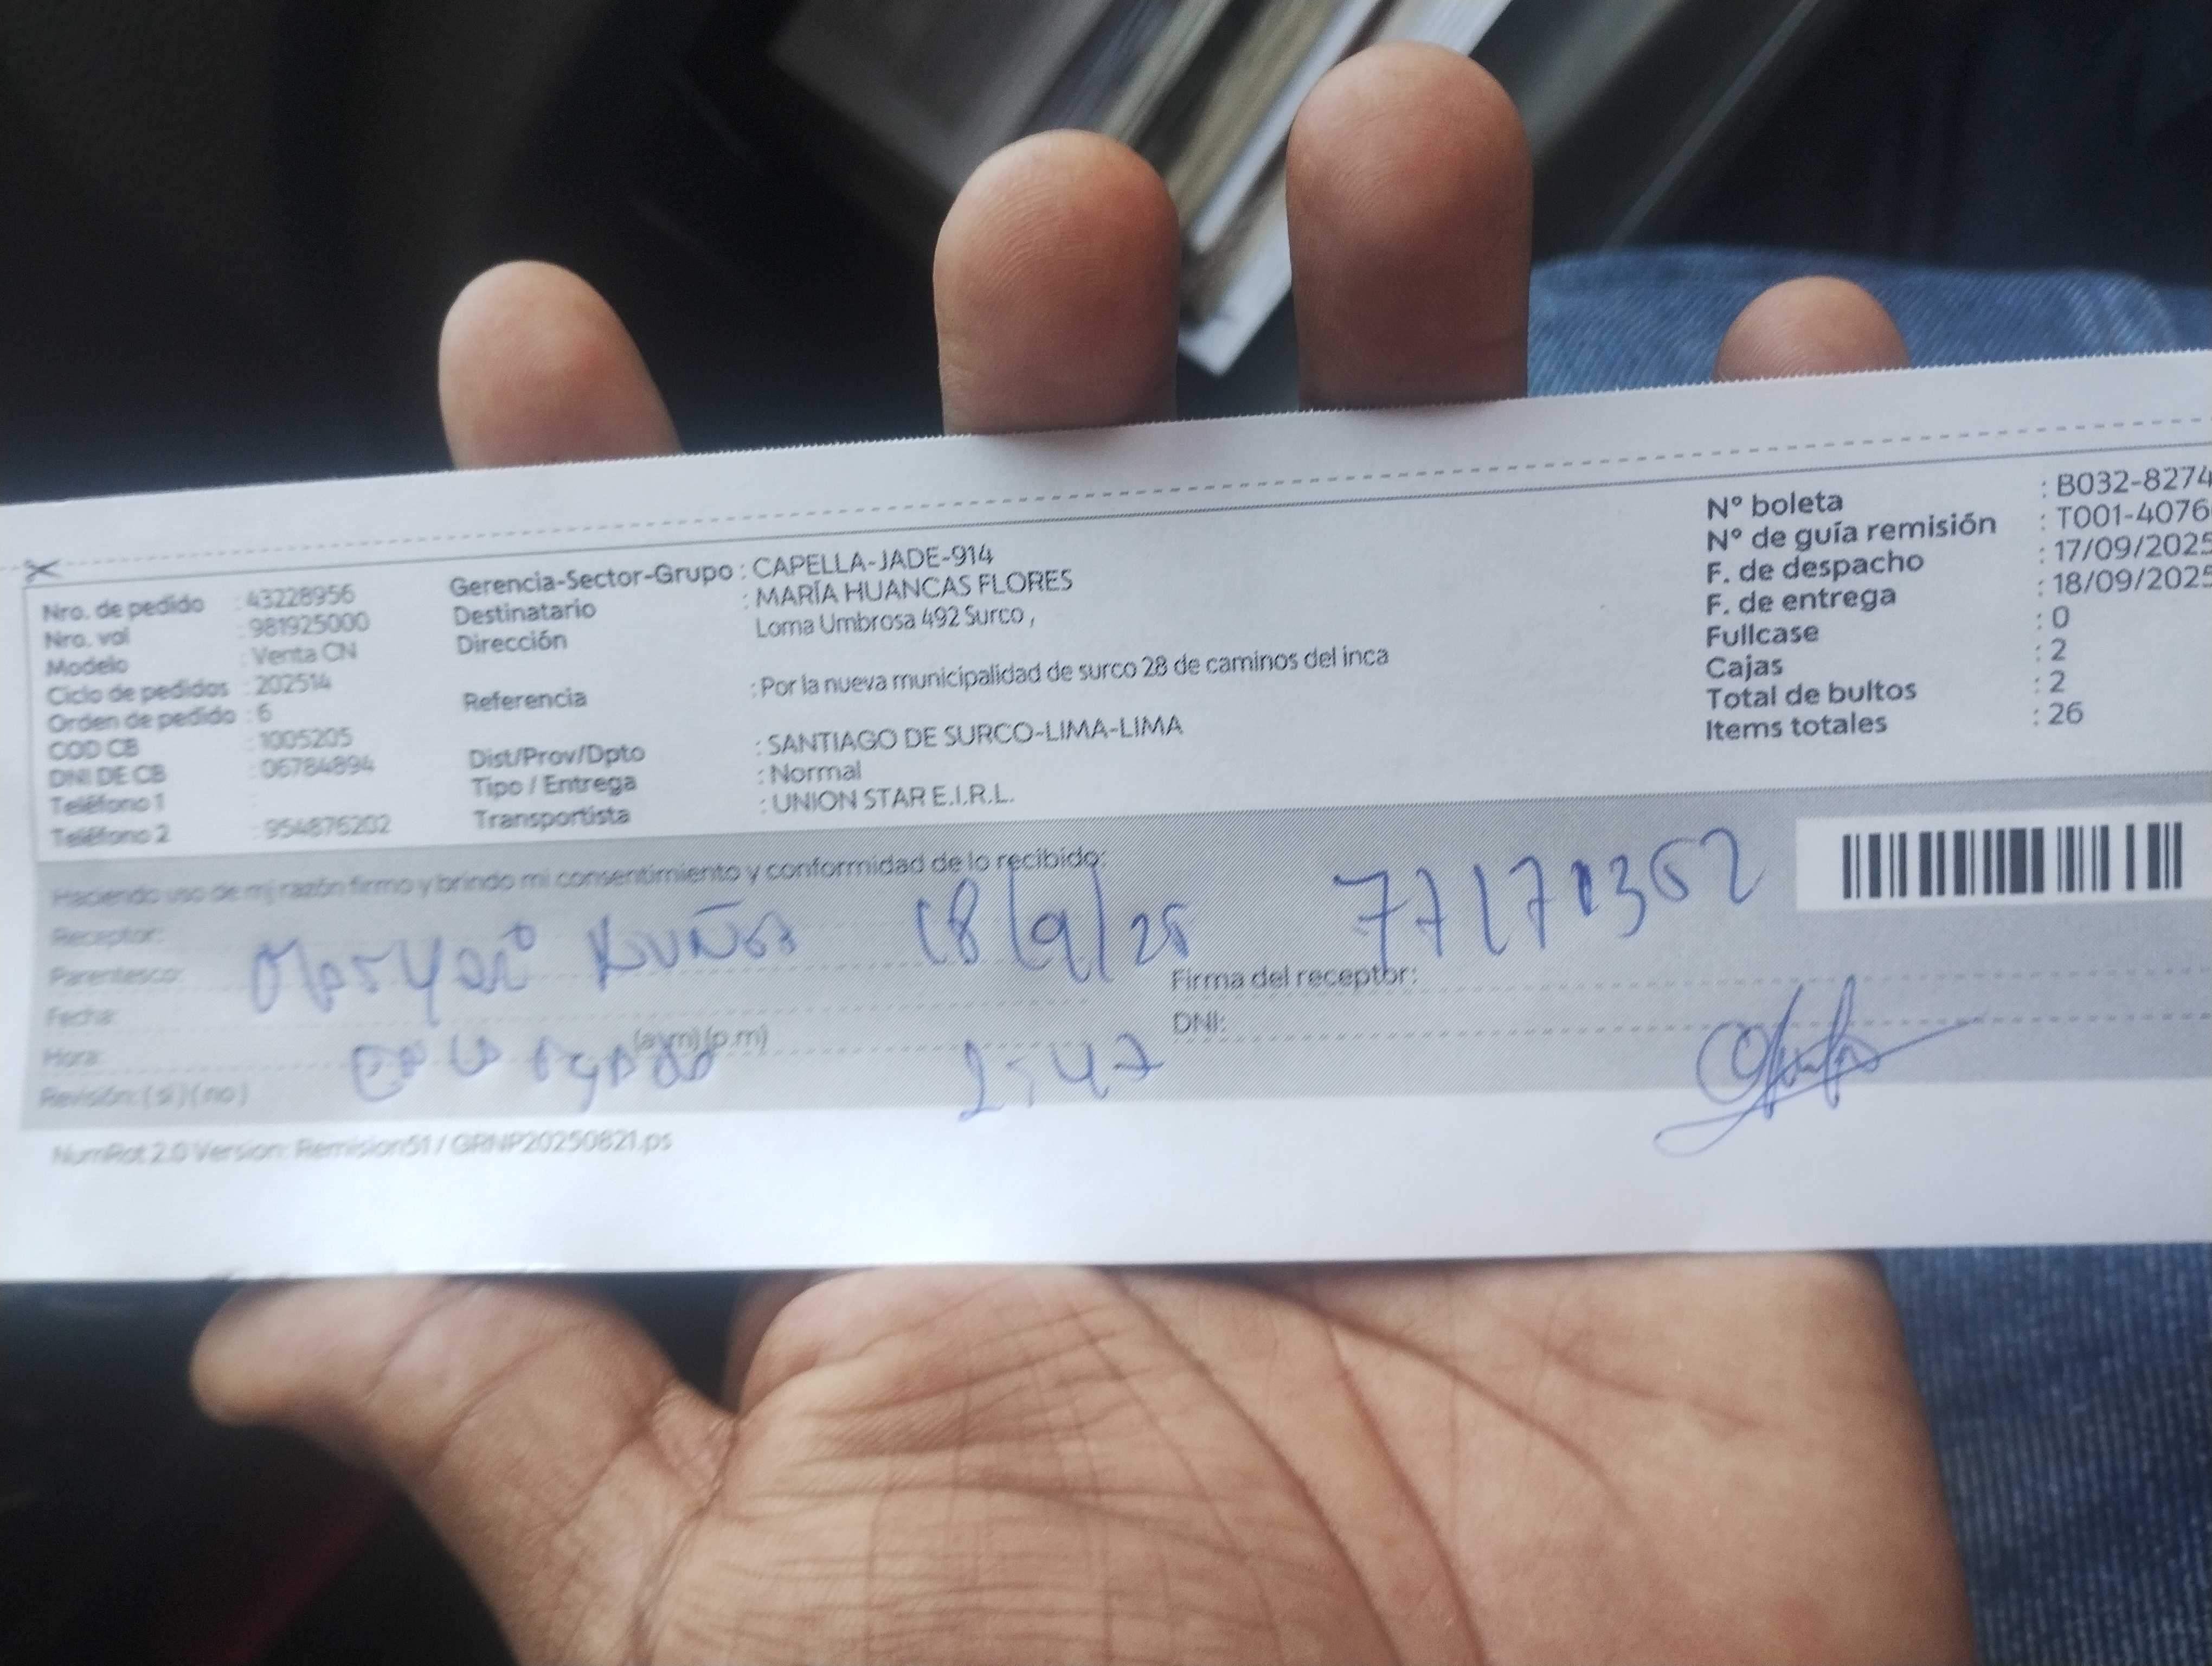 Nro. de pedido : 43228956
Nro. val : 981925000
Modelo : Venta CN
Ciclo de pedidos : 202514
Orden de pedido : 6
COD CB : 1005205
DNI DE CB : 06784894
Teléfono 1 :
Teléfono 2 : 954876202
Gerencia-Sector-Grupo : CAPELLA-JADE-914
Destinatario : MARÍA HUANCAS FLORES
Dirección Loma Umbrosa 492 Surco ,
Referencia : Por la nueva municipalidad de surco 28 de caminos del inca
Dist/Prov/Dpto : SANTIAGO DE SURCO-LIMA-LIMA
Tipo / Entrega : Normal
Transportista : UNION STAR E.I.R.L.
N° boleta : B032-8274
N° de guía remisión : T001-4076
F. de despacho : 17/09/2025
F. de entrega : 18/09/2025
Fullcase : 0
Cajas : 2
Total de bultos : 2
Items totales : 26
Haciendo uso de mi razón firmo y brindo mi consentimiento y conformidad de lo recibido:
Receptor:
Parentesco:
Fecha: 18/9/25
Hora: (a.m) (p.m) 2:47
Revisión: ( si ) ( no )
Firma del receptor:
DNI:
NumRot 2.0 Version: Remision51 / GRNP20250821.ps